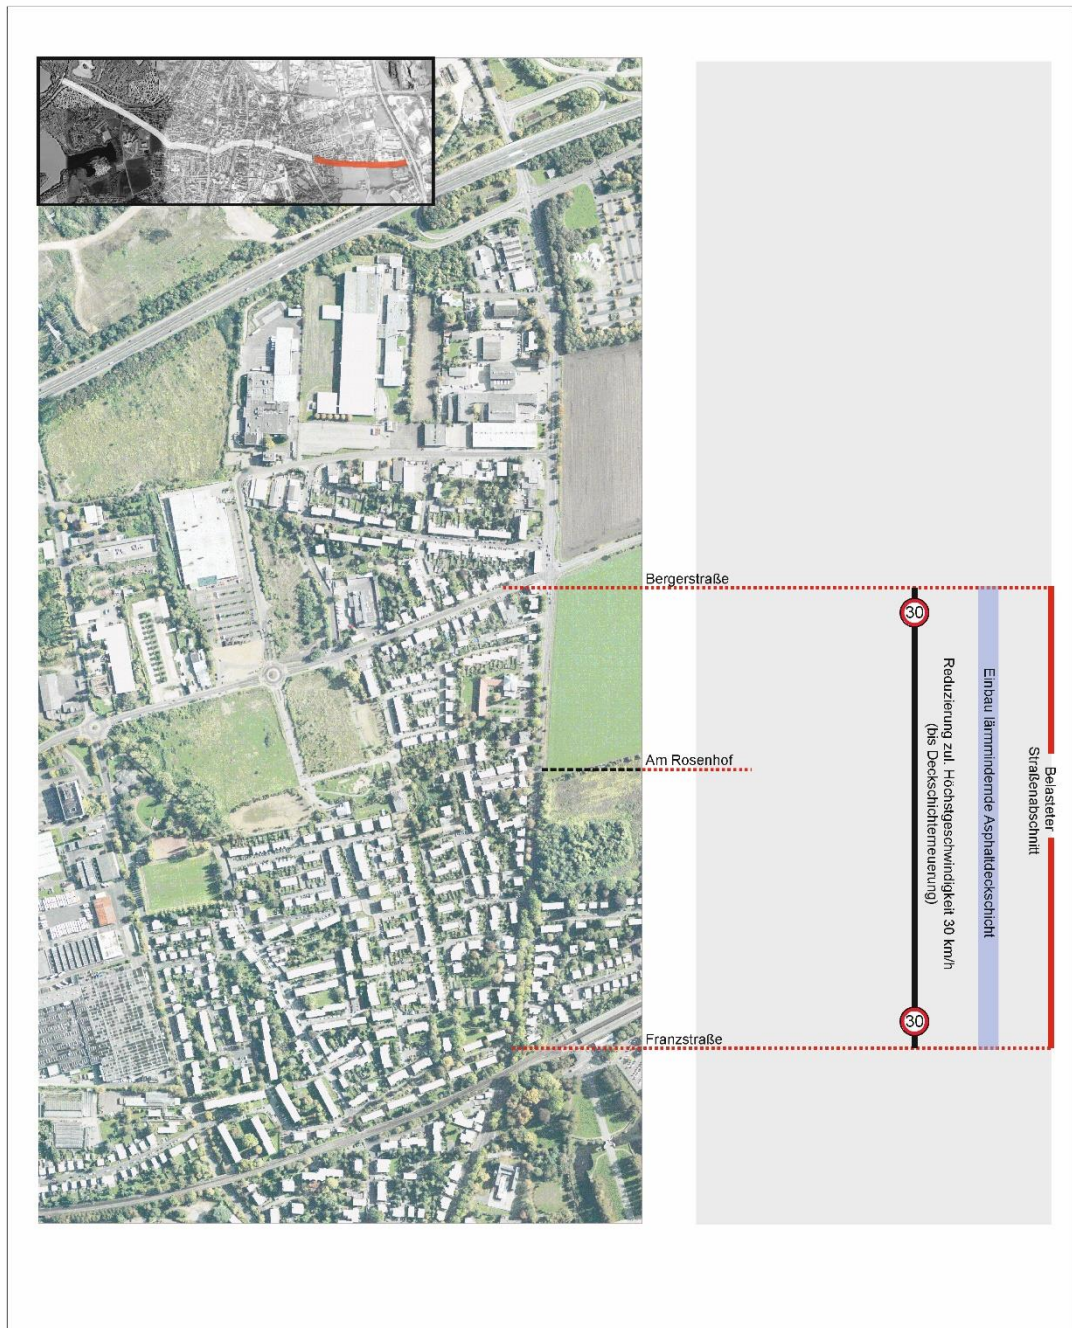 Bergerstraße
30
Am Rosenhof
Reduzierung zul. Höchstgeschwindigkeit 30 km/h
(bis Deckschichterneuerung)
Einbau lärmmindernde Asphaltdeckschicht
Belasteter
Straßenabschnitt
30
Franzstraße